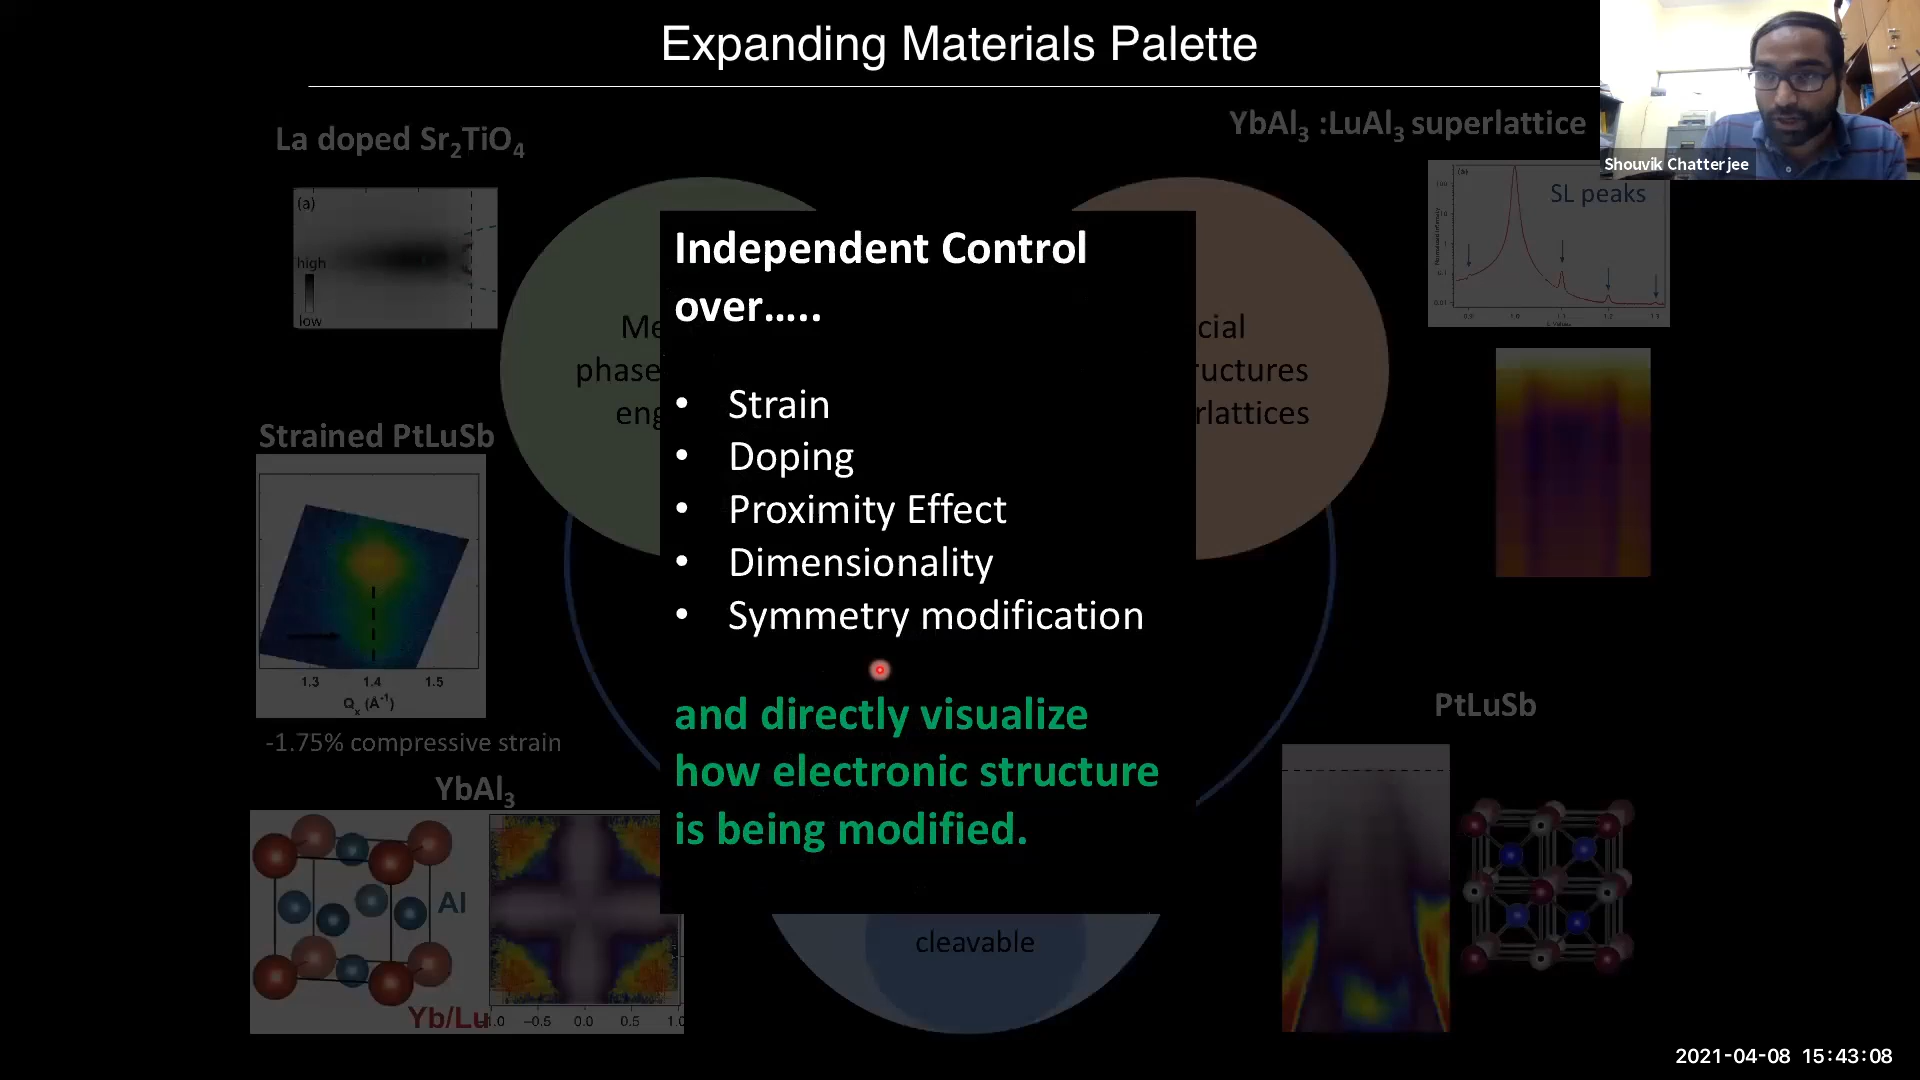 Expanding Materials Palette
La doped Sr₂TiO₄
(a)
high
low
YbAl₃ :LuAl₃ superlattice
Shouvik Chatterjee
(b)
SL peaks
Independent Control
over.....
• Strain
• Doping
• Proximity Effect
• Dimensionality
• Symmetry modification
and directly visualize
how electronic structure
is being modified.
Me
phase
eng
cial
ructures
rlattices
cleavable
Strained PtLuSb
1.3 1.4 1.5
Qₓ (Å⁻¹)
-1.75% compressive strain
YbAl₃
Al
Yb/Lu
-0.5 0.0 0.5
PtLuSb
2021-04-08 15:43:08